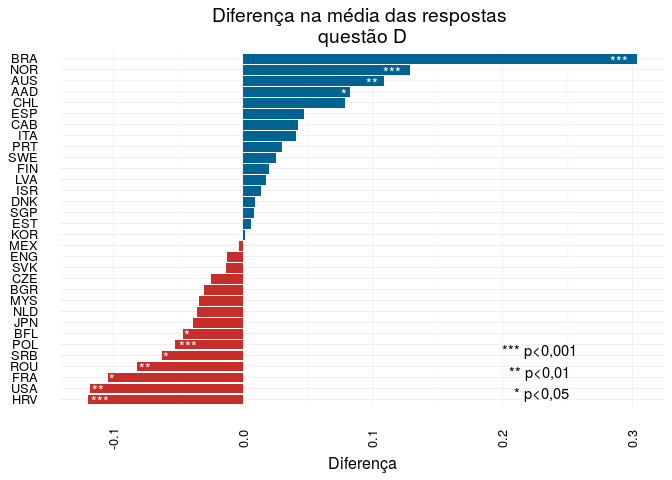 Diferença na média das respostas
questão D
BRA ***
NOR ***
AUS **
AAD *
CHL
ESP
CAB
ITA
PRT
SWE
FIN
LVA
ISR
DNK
SGP
EST
KOR
MEX
ENG
SVK
CZE
BGR
MYS
NLD
JPN
BFL *
POL ***
SRB *
ROU **
FRA *
USA **
HRV ***
*** p<0,001
** p<0,01
* p<0,05
-0.1 0.0 0.1 0.2 0.3
Diferença